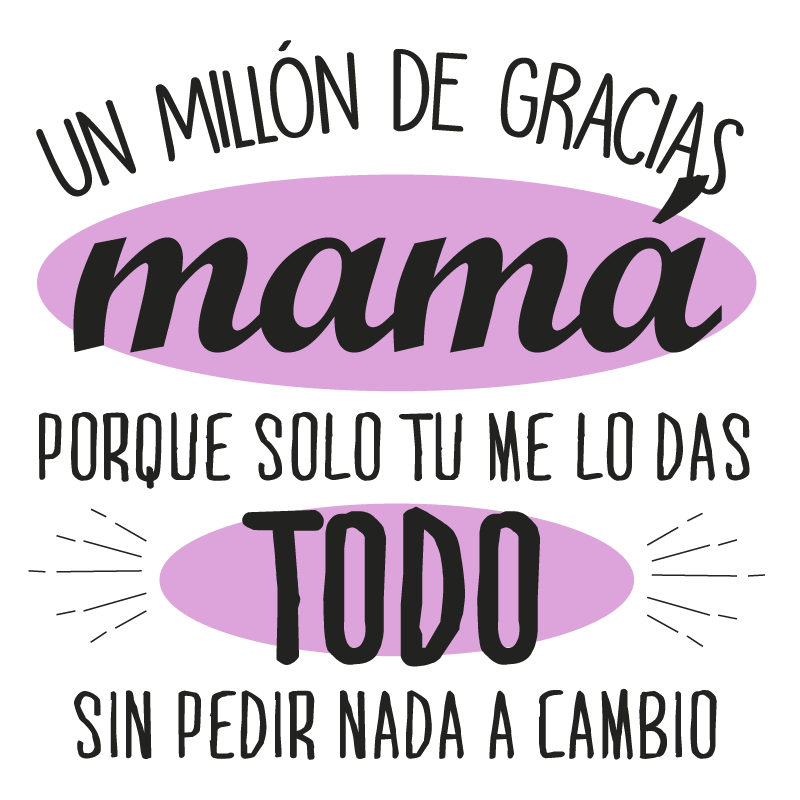 UN MILLÓN DE GRACIAS
mamá
PORQUE SOLO TU ME LO DAS
TODO
SIN PEDIR NADA A CAMBIO